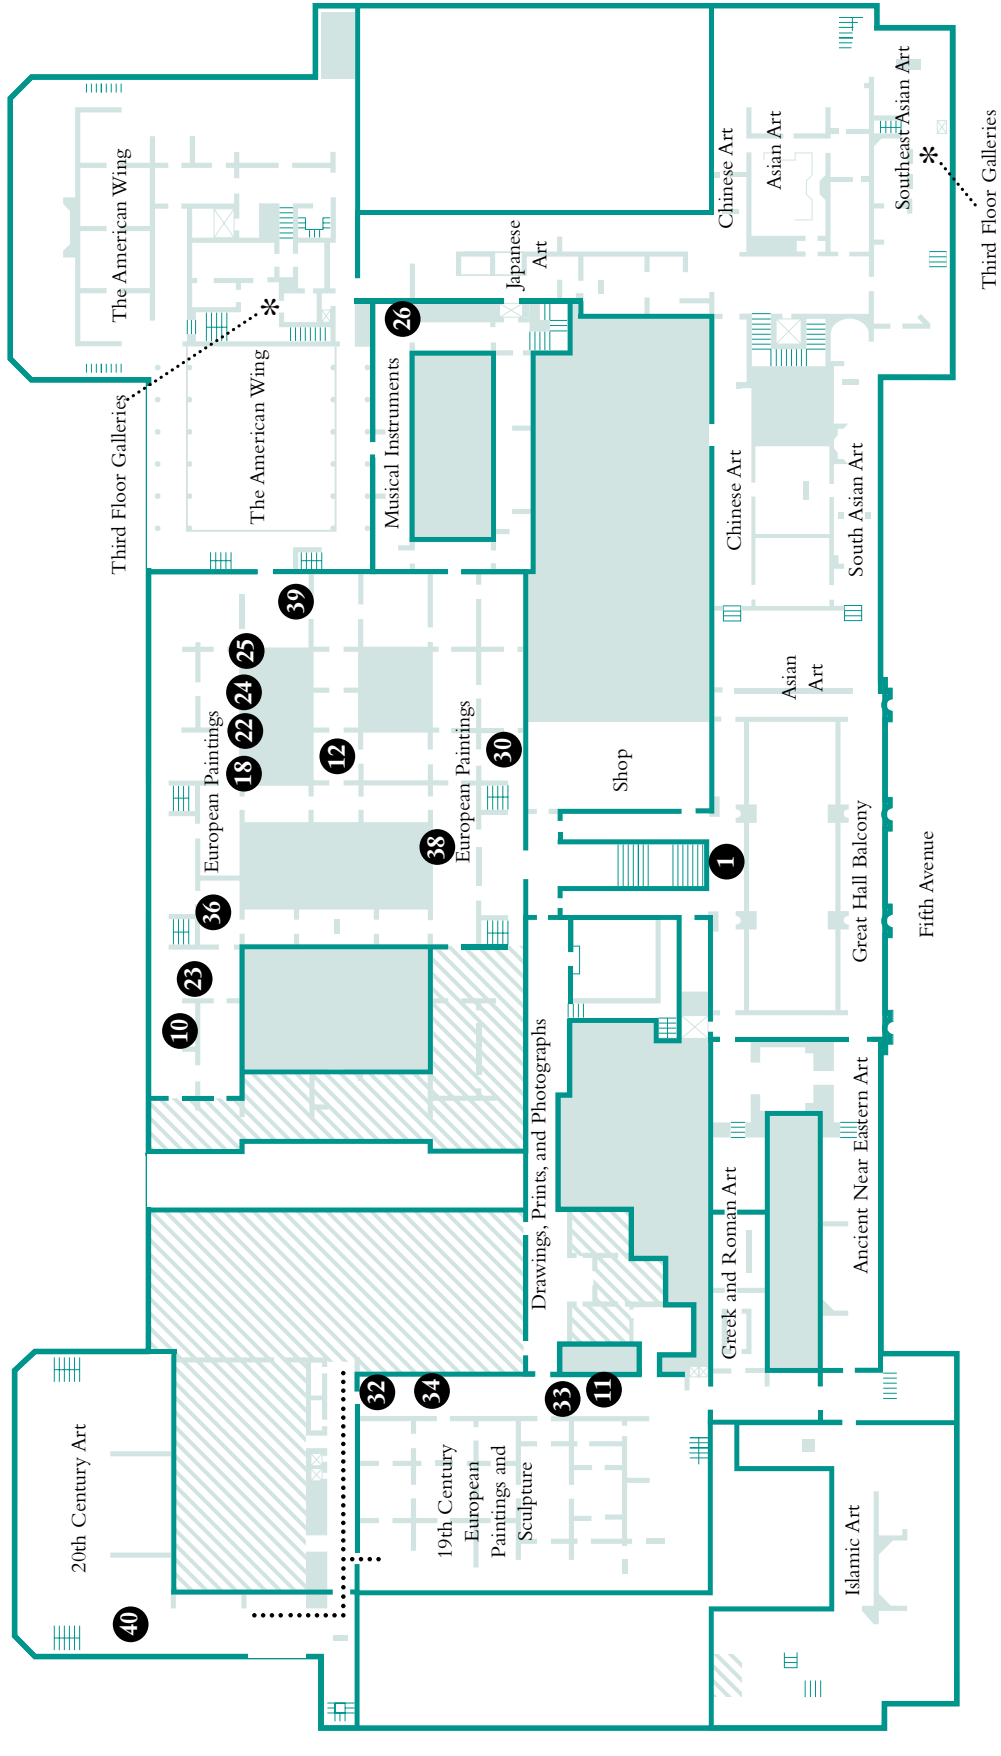 20th Century Art
Third Floor Galleries
The American Wing
40
10
23
36
European Paintings
18
22
24
25
*
The American Wing
39
12
32
Musical Instruments
26
34
38
19th Century
European
Paintings and
Sculpture
European Paintings
30
Japanese
Art
Drawings, Prints, and Photographs
33
11
Shop
1
Greek and Roman Art
Chinese Art
Chinese Art
Asian
Art
Asian Art
Islamic Art
Ancient Near Eastern Art
Great Hall Balcony
South Asian Art
Southeast Asian Art
*
Fifth Avenue
Third Floor Galleries